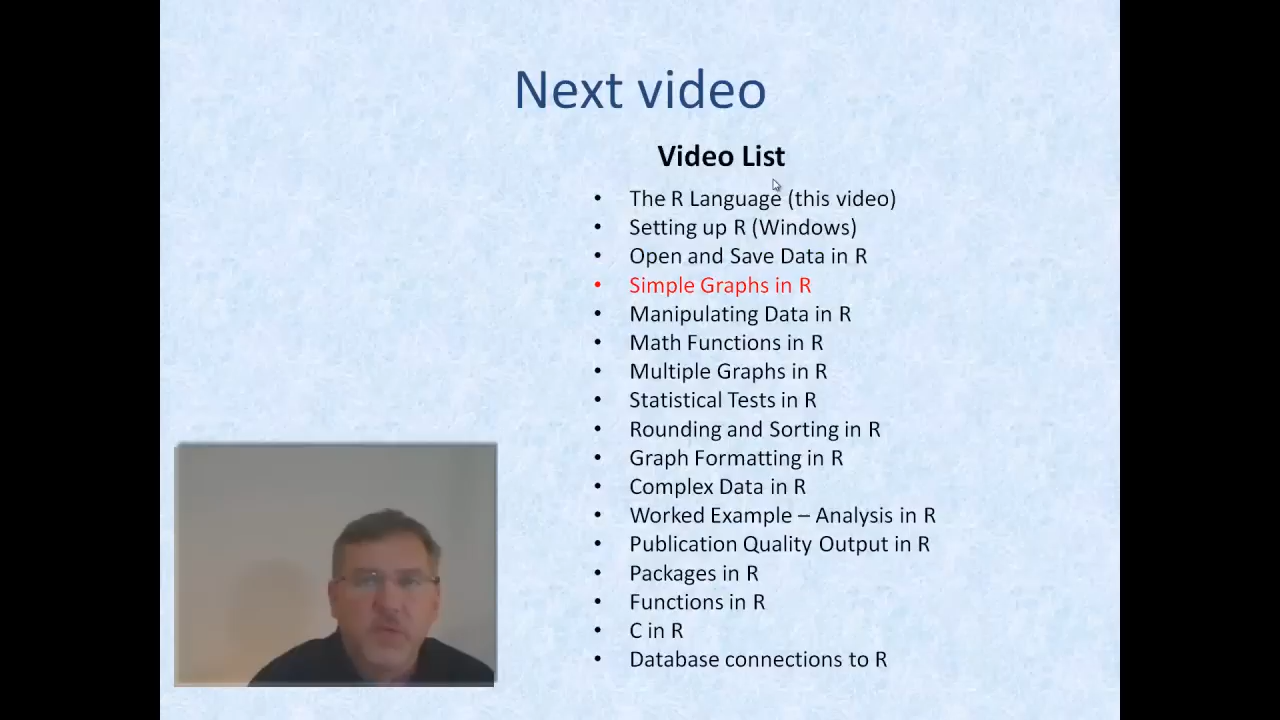 Next video
Video List
• The R Language (this video)
• Setting up R (Windows)
• Open and Save Data in R
• Simple Graphs in R
• Manipulating Data in R
• Math Functions in R
• Multiple Graphs in R
• Statistical Tests in R
• Rounding and Sorting in R
• Graph Formatting in R
• Complex Data in R
• Worked Example – Analysis in R
• Publication Quality Output in R
• Packages in R
• Functions in R
• C in R
• Database connections to R